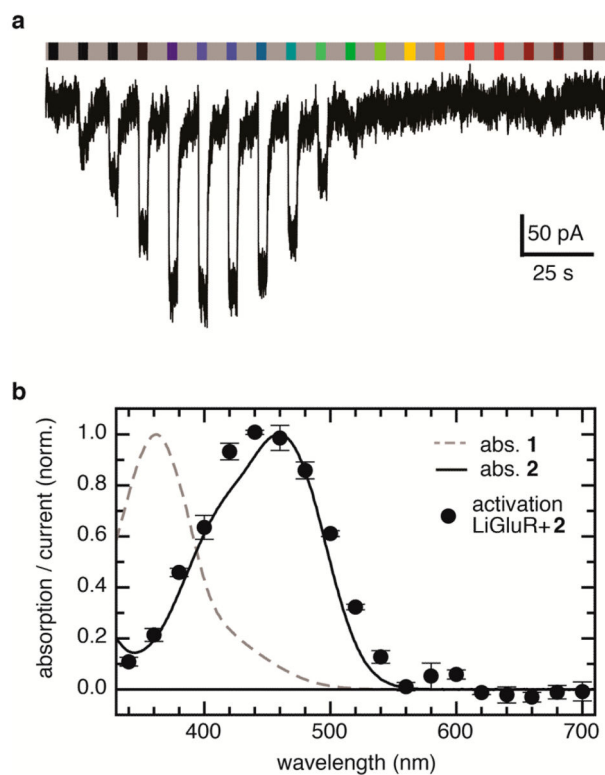 a
50 pA
25 s
b
absorption / current (norm.)
1.0
0.8
0.6
0.4
0.2
0.0
abs. 1
abs. 2
activation
LiGluR+2
400
500
600
700
wavelength (nm)